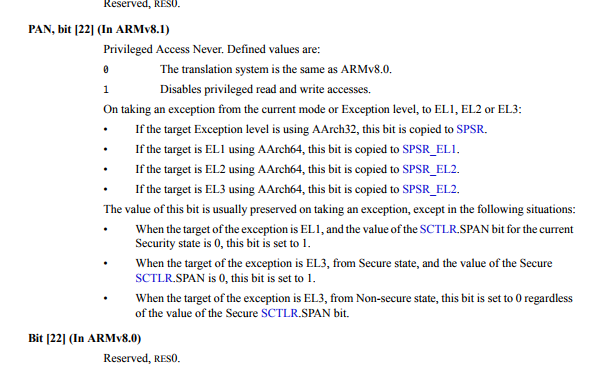 Reserved, RES0.
PAN, bit [22] (In ARMv8.1)
Privileged Access Never. Defined values are:
0 The translation system is the same as ARMv8.0.
1 Disables privileged read and write accesses.
On taking an exception from the current mode or Exception level, to EL1, EL2 or EL3:
• If the target Exception level is using AArch32, this bit is copied to SPSR.
• If the target is EL1 using AArch64, this bit is copied to SPSR_EL1.
• If the target is EL2 using AArch64, this bit is copied to SPSR_EL2.
• If the target is EL3 using AArch64, this bit is copied to SPSR_EL2.
The value of this bit is usually preserved on taking an exception, except in the following situations:
• When the target of the exception is EL1, and the value of the SCTLR.SPAN bit for the current
Security state is 0, this bit is set to 1.
• When the target of the exception is EL3, from Secure state, and the value of the Secure
SCTLR.SPAN is 0, this bit is set to 1.
• When the target of the exception is EL3, from Non-secure state, this bit is set to 0 regardless
of the value of the Secure SCTLR.SPAN bit.
Bit [22] (In ARMv8.0)
Reserved, RES0.